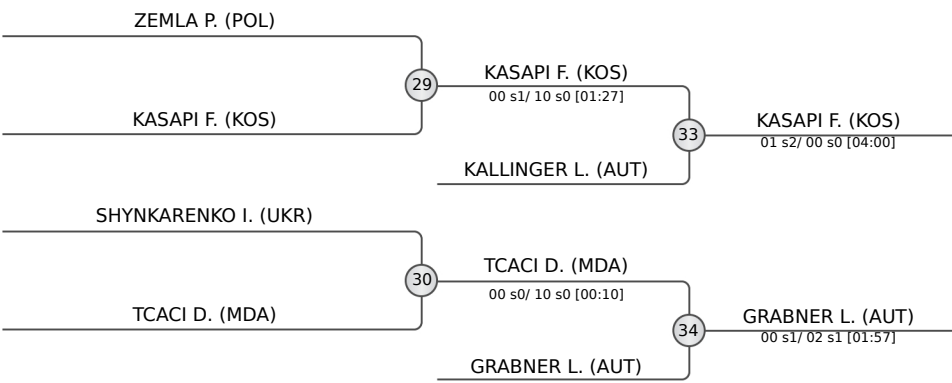 ZEMLA P. (POL)
29
KASAPI F. (KOS)
00 s1/ 10 s0 [01:27]
KASAPI F. (KOS)
33
KASAPI F. (KOS)
01 s2/ 00 s0 [04:00]
KALLINGER L. (AUT)
SHYNKARENKO I. (UKR)
30
TCACI D. (MDA)
00 s0/ 10 s0 [00:10]
TCACI D. (MDA)
34
GRABNER L. (AUT)
00 s1/ 02 s1 [01:57]
GRABNER L. (AUT)